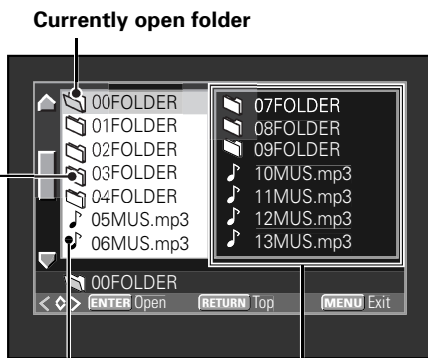 Currently open folder
00FOLDER
01FOLDER
02FOLDER
03FOLDER
04FOLDER
05MUS.mp3
06MUS.mp3
07FOLDER
08FOLDER
09FOLDER
10MUS.mp3
11MUS.mp3
12MUS.mp3
13MUS.mp3
00FOLDER
ENTER Open RETURN Top MENU Exit